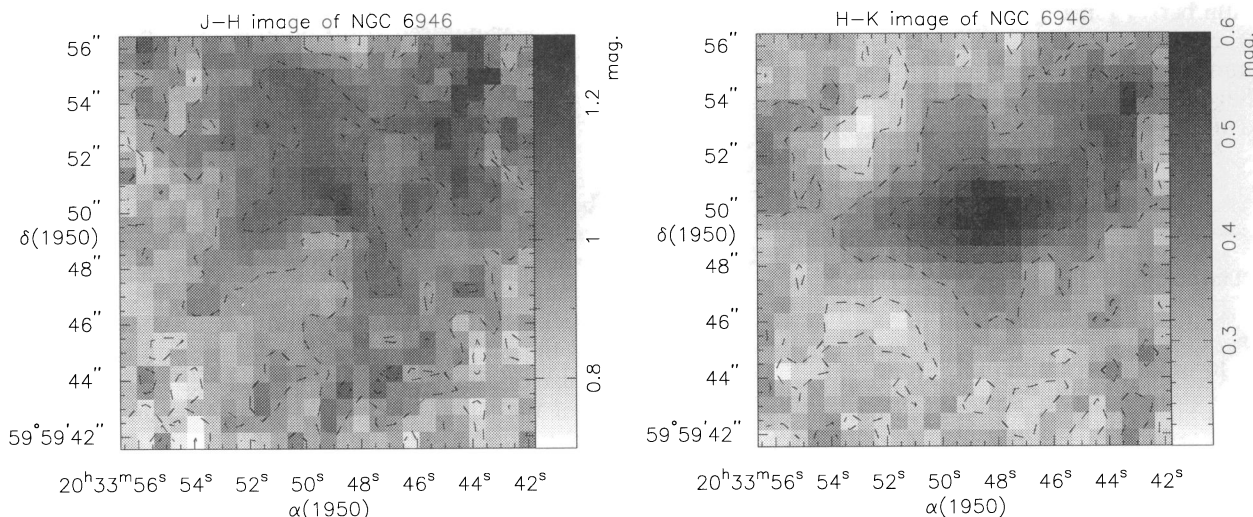 J-H image of NGC 6946
56″
54″
52″
50″
δ(1950)
48″
46″
44″
59°59′42″
20ʰ33ᵐ56ˢ 54ˢ 52ˢ 50ˢ 48ˢ 46ˢ 44ˢ 42ˢ
α(1950)
mag.
1.2
1
0.8
H-K image of NGC 6946
56″
54″
52″
50″
δ(1950)
48″
46″
44″
59°59′42″
20ʰ33ᵐ56ˢ 54ˢ 52ˢ 50ˢ 48ˢ 46ˢ 44ˢ 42ˢ
α(1950)
0.6
mag.
0.5
0.4
0.3